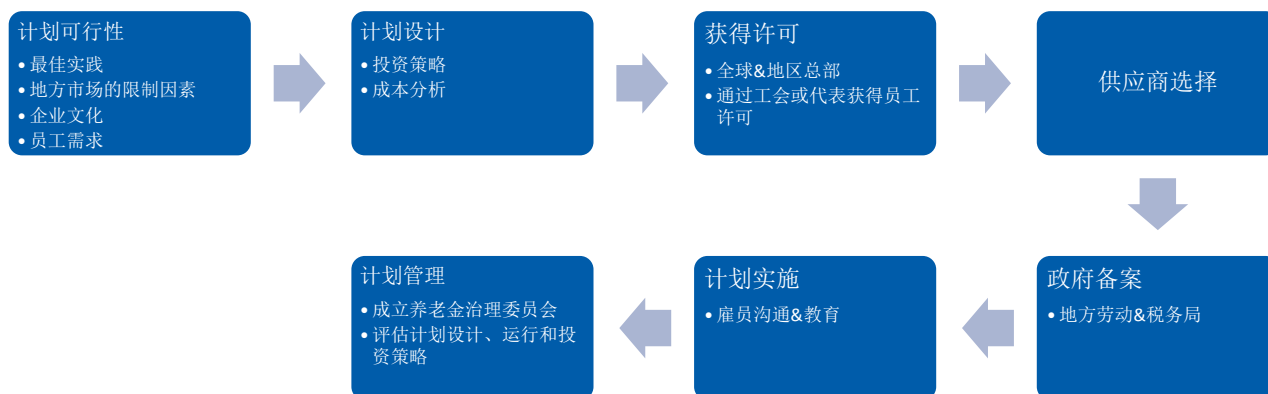 计划可行性
• 最佳实践
• 地方市场的限制因素
• 企业文化
• 员工需求
计划设计
• 投资策略
• 成本分析
获得许可
• 全球&地区总部
• 通过工会或代表获得员工
许可
供应商选择
政府备案
• 地方劳动&税务局
计划实施
• 雇员沟通&教育
计划管理
• 成立养老金治理委员会
• 评估计划设计、运行和投
资策略